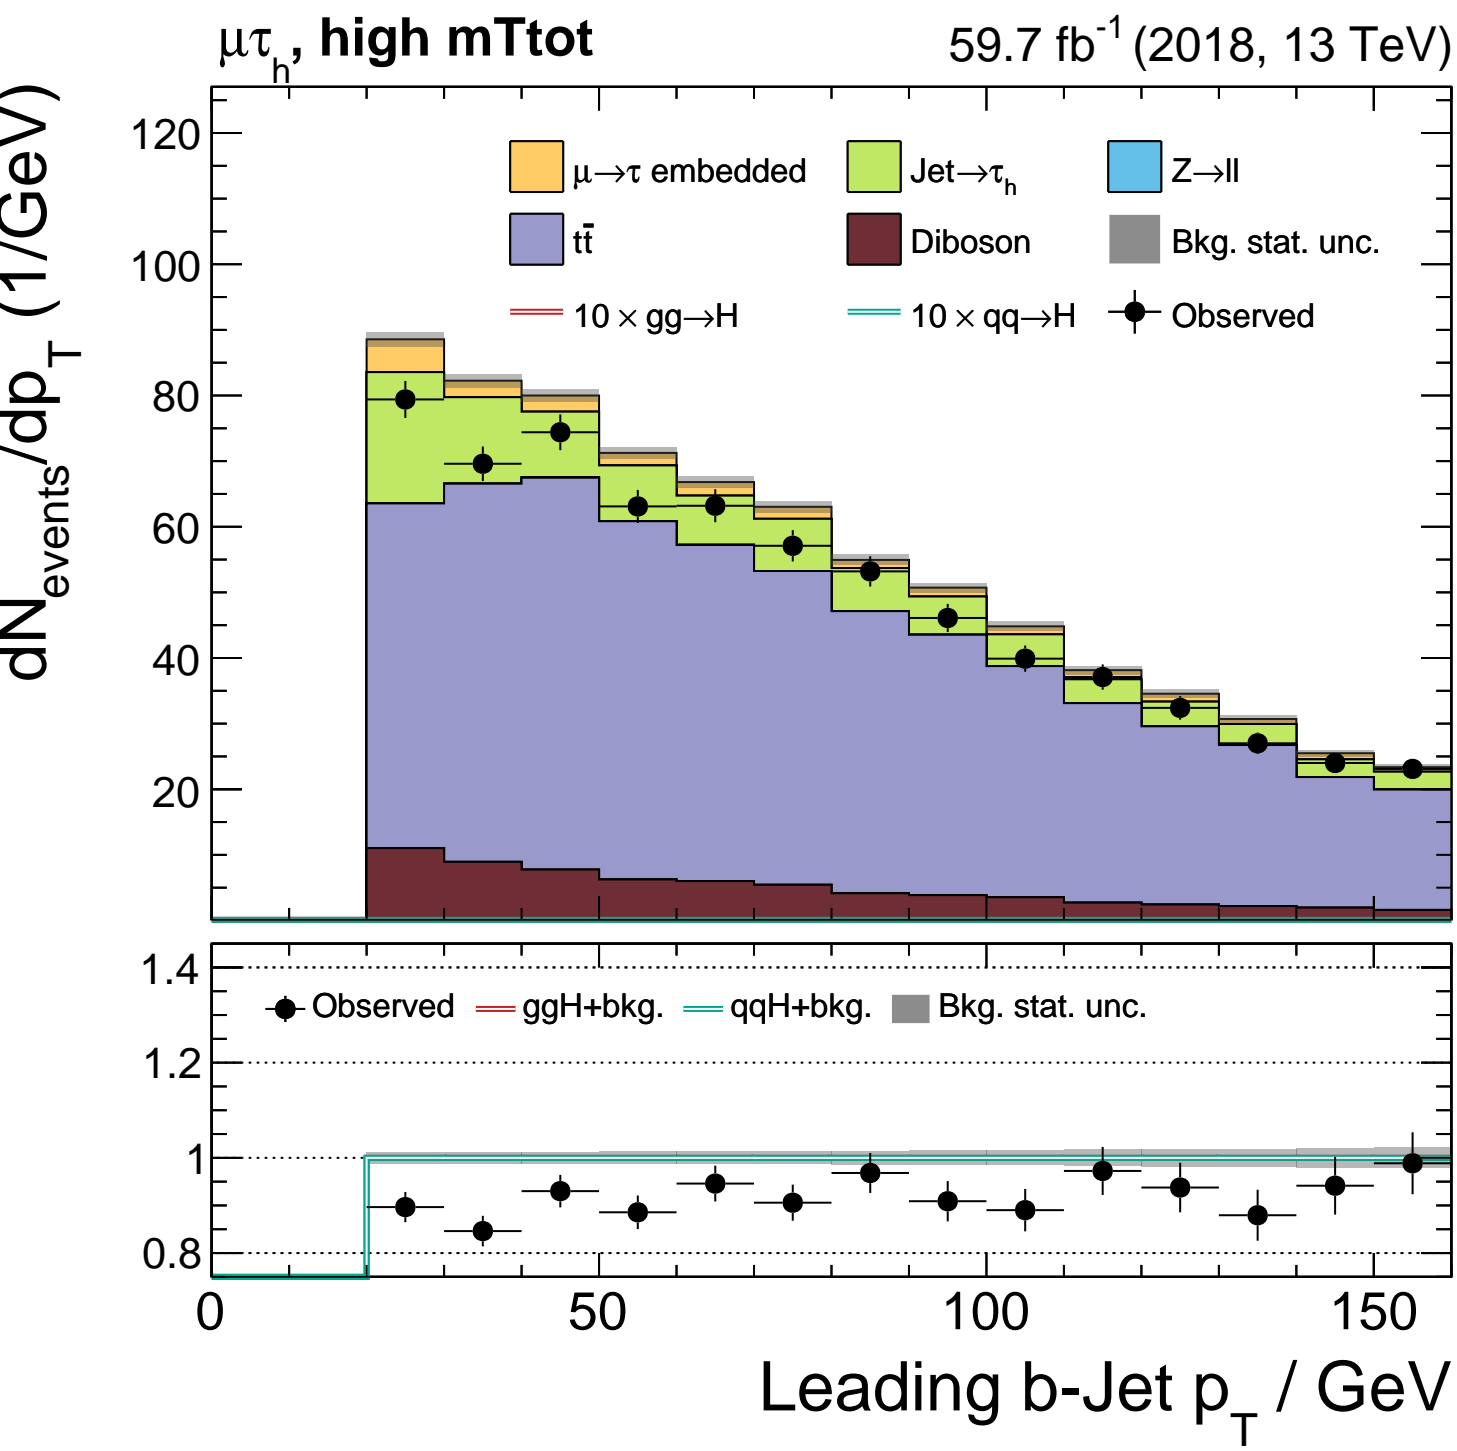 μτh, high mTtot
59.7 fb-1 (2018, 13 TeV)
dNevents/dpT (1/GeV)
120
100
80
60
40
20
μ→τ embedded
Jet→τh
Z→ll
tt̄
Diboson
Bkg. stat. unc.
10 × gg→H
10 × qq→H
Observed
1.4
1.2
1
0.8
Observed
ggH+bkg.
qqH+bkg.
Bkg. stat. unc.
0
50
100
150
Leading b-Jet pT / GeV